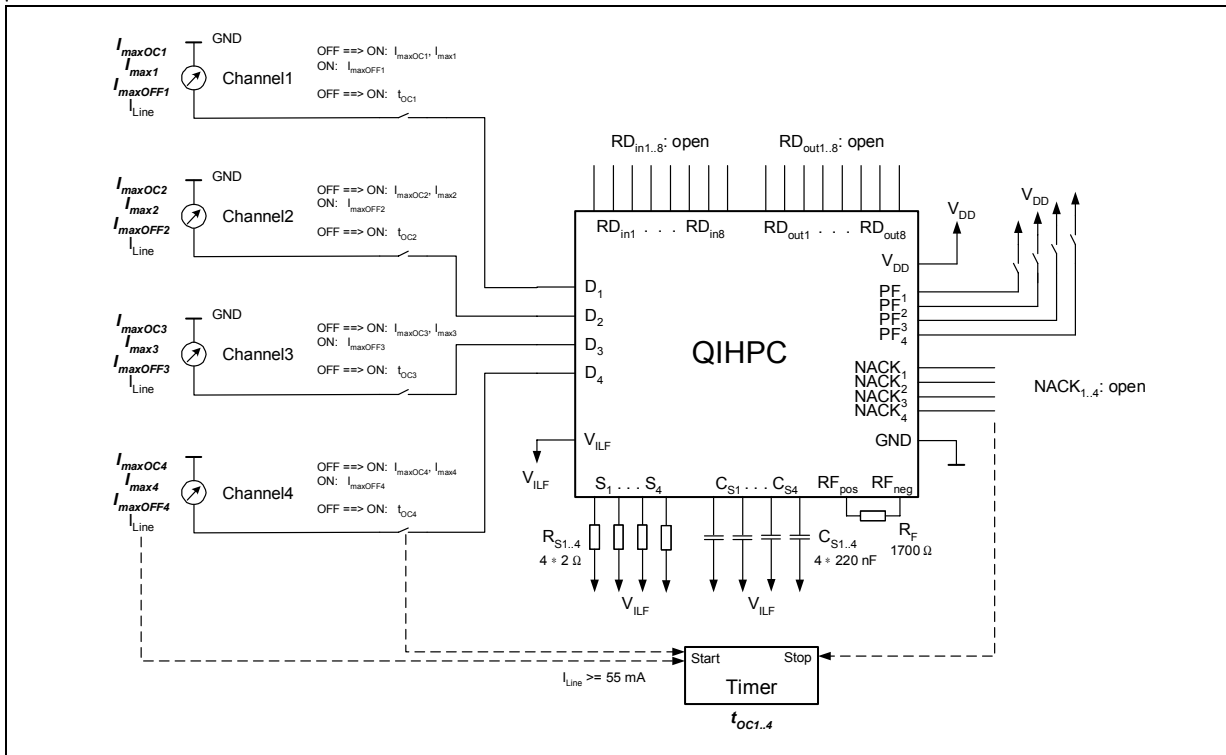 GND
I_maxOC1
I_max1
I_maxOFF1
I_Line
Channel1
OFF ==> ON: I_maxOC1, I_max1
ON: I_maxOFF1
OFF ==> ON: t_OC1
GND
I_maxOC2
I_max2
I_maxOFF2
I_Line
Channel2
OFF ==> ON: I_maxOC2, I_max2
ON: I_maxOFF2
OFF ==> ON: t_OC2
GND
I_maxOC3
I_max3
I_maxOFF3
I_Line
Channel3
OFF ==> ON: I_maxOC3, I_max3
ON: I_maxOFF3
OFF ==> ON: t_OC3
GND
I_maxOC4
I_max4
I_maxOFF4
I_Line
Channel4
OFF ==> ON: I_maxOC4, I_max4
ON: I_maxOFF4
OFF ==> ON: t_OC4
RD_in1..8: open
RD_out1..8: open
RD_in1 . . . RD_in8
RD_out1 . . . RD_out8
V_DD
V_DD
V_DD
D_1
D_2
D_3
D_4
QIHPC
PF_1
PF_2
PF_3
PF_4
NACK_1
NACK_2
NACK_3
NACK_4
NACK_1..4: open
V_ILF
V_ILF
GND
S_1 . . . S_4
C_S1 . . . C_S4
RF_pos
RF_neg
R_S1..4
4 * 2 Ω
C_S1..4
4 * 220 nF
R_F
1700 Ω
V_ILF
V_ILF
Start
Stop
Timer
I_Line >= 55 mA
t_OC1..4